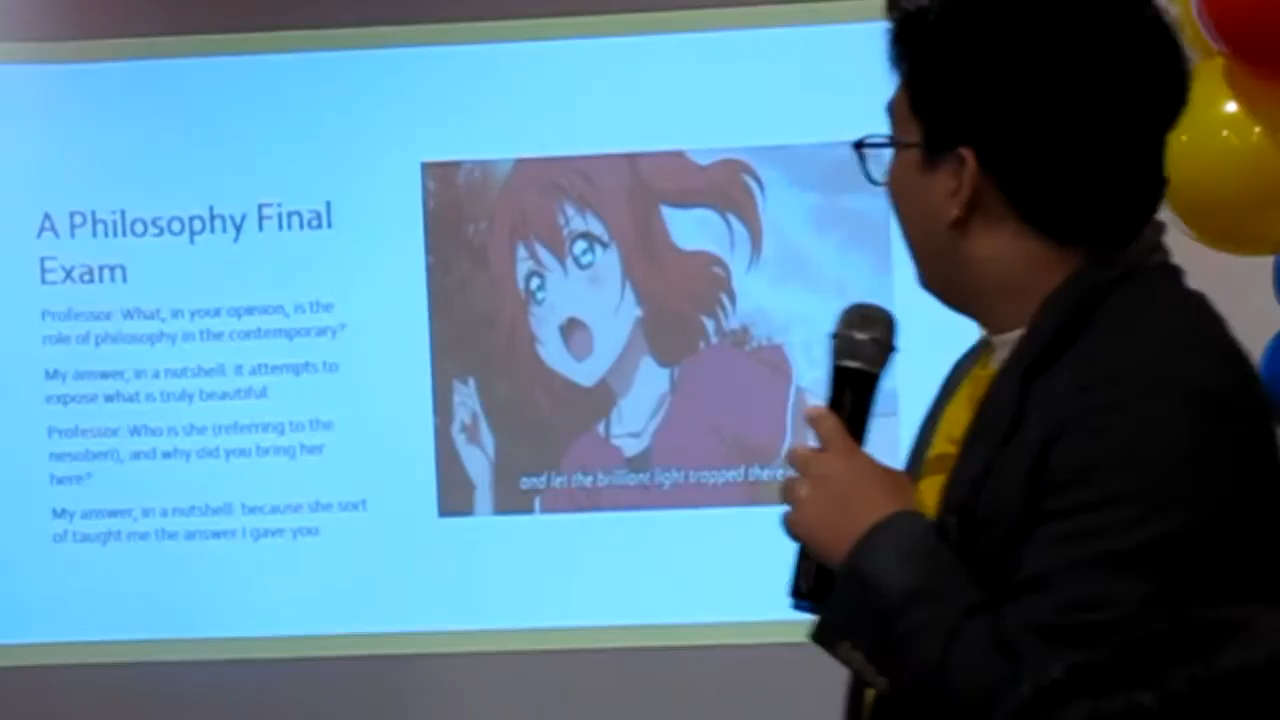 A Philosophy Final
Exam
Professor: What, in your opinion, is the
role of philosophy in the contemporary?
My answer, in a nutshell: it attempts to
expose what is truly beautiful.
Professor: Who is she (referring to the
nesoberi), and why did you bring her
here?
My answer, in a nutshell: because she sort
of taught me the answer I gave you.
and let the brilliant light trapped there